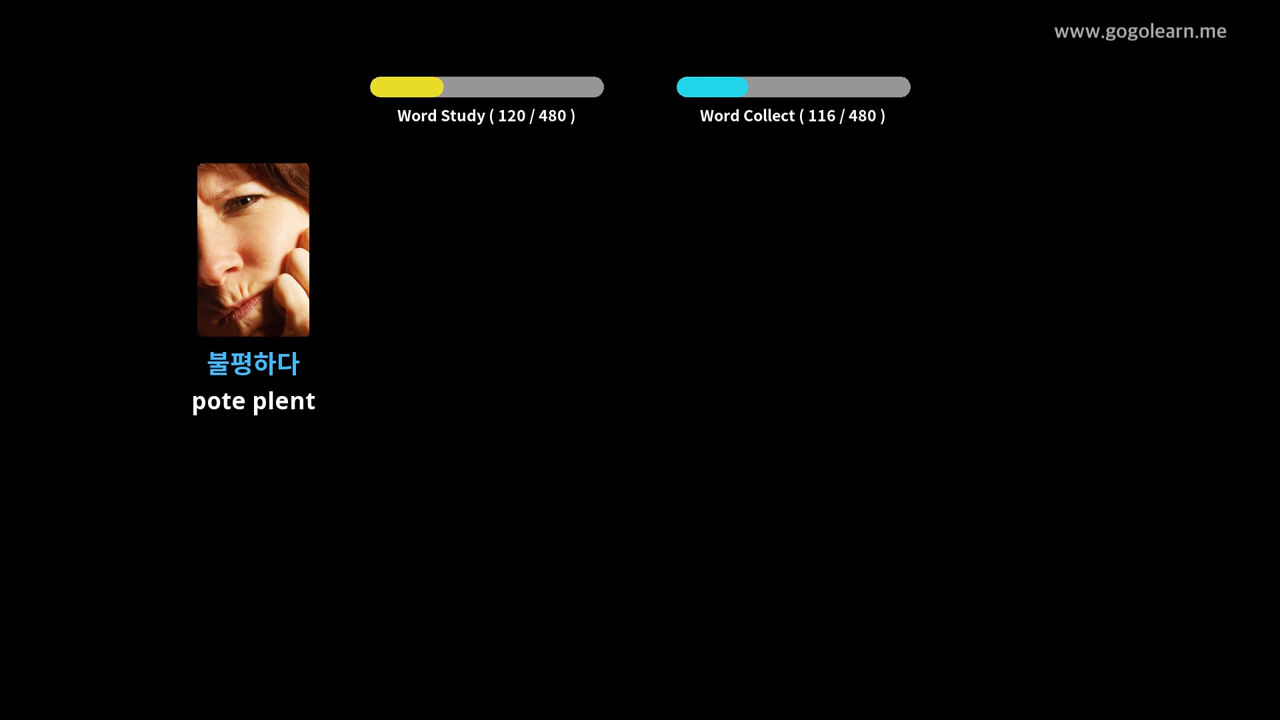 www.gogolearn.me
Word Study ( 120 / 480 )
Word Collect ( 116 / 480 )
불평하다
pote plent